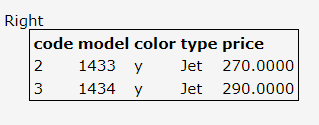 Right
code model color type price
2 1433 y Jet 270.0000
3 1434 y Jet 290.0000